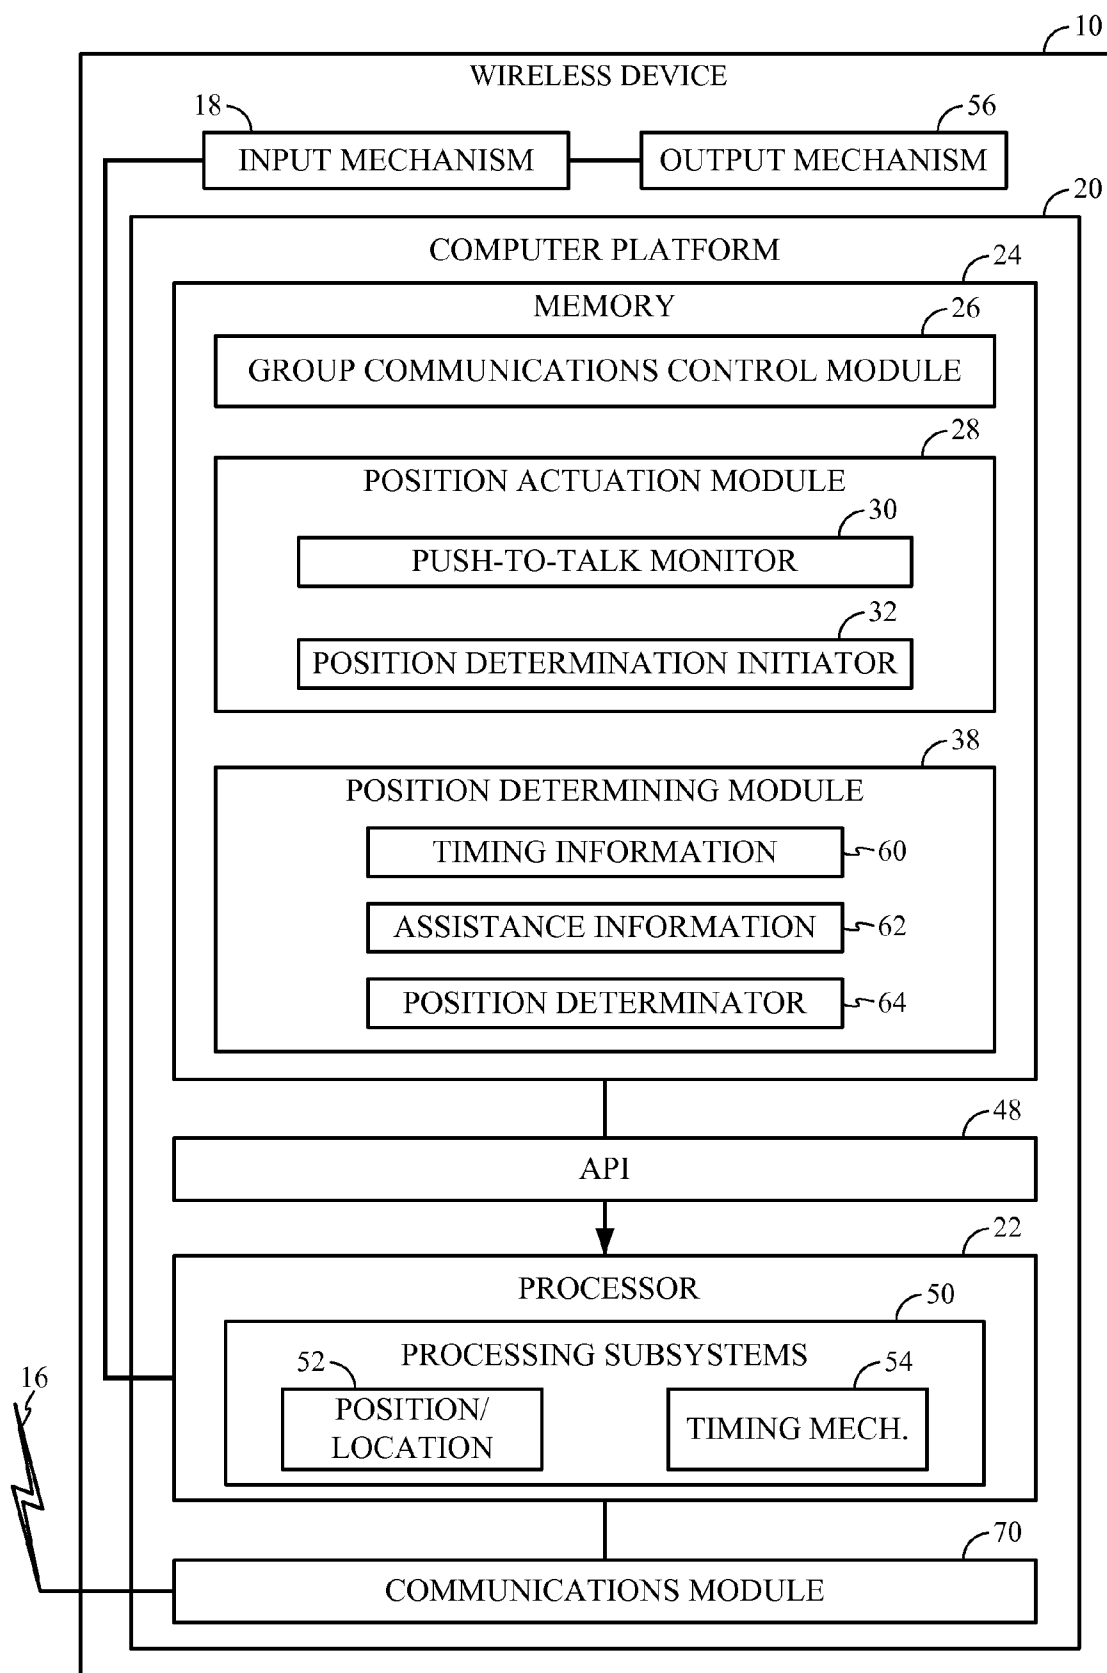 10
WIRELESS DEVICE
18
56
INPUT MECHANISM
OUTPUT MECHANISM
20
COMPUTER PLATFORM
24
MEMORY
26
GROUP COMMUNICATIONS CONTROL MODULE
28
POSITION ACTUATION MODULE
30
PUSH-TO-TALK MONITOR
32
POSITION DETERMINATION INITIATOR
38
POSITION DETERMINING MODULE
TIMING INFORMATION
60
ASSISTANCE INFORMATION
62
POSITION DETERMINATOR
64
48
API
22
PROCESSOR
50
PROCESSING SUBSYSTEMS
52
54
POSITION/
LOCATION
TIMING MECH.
16
70
COMMUNICATIONS MODULE